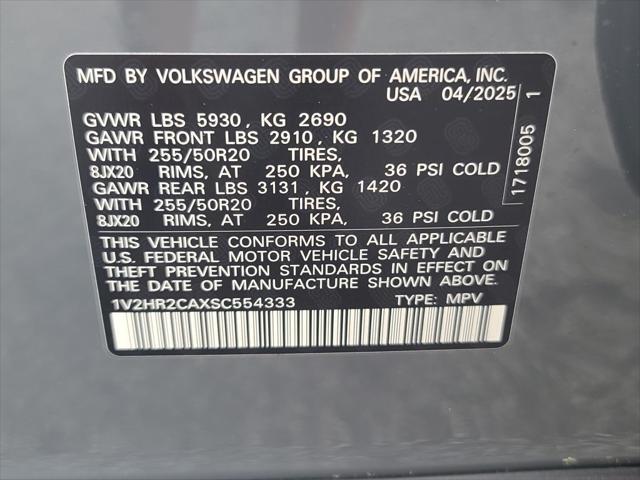 MFD BY VOLKSWAGEN GROUP OF AMERICA, INC.
USA 04/2025
GVWR LBS 5930, KG 2690
GAWR FRONT LBS 2910, KG 1320
WITH 255/50R20 TIRES,
8JX20 RIMS, AT 250 KPA, 36 PSI COLD
GAWR REAR LBS 3131, KG 1420
WITH 255/50R20 TIRES,
8JX20 RIMS, AT 250 KPA, 36 PSI COLD
THIS VEHICLE CONFORMS TO ALL APPLICABLE
U.S. FEDERAL MOTOR VEHICLE SAFETY AND
THEFT PREVENTION STANDARDS IN EFFECT ON
THE DATE OF MANUFACTURE SHOWN ABOVE.
1V2HR2CAXSC554333 TYPE: MPV
1718005 1